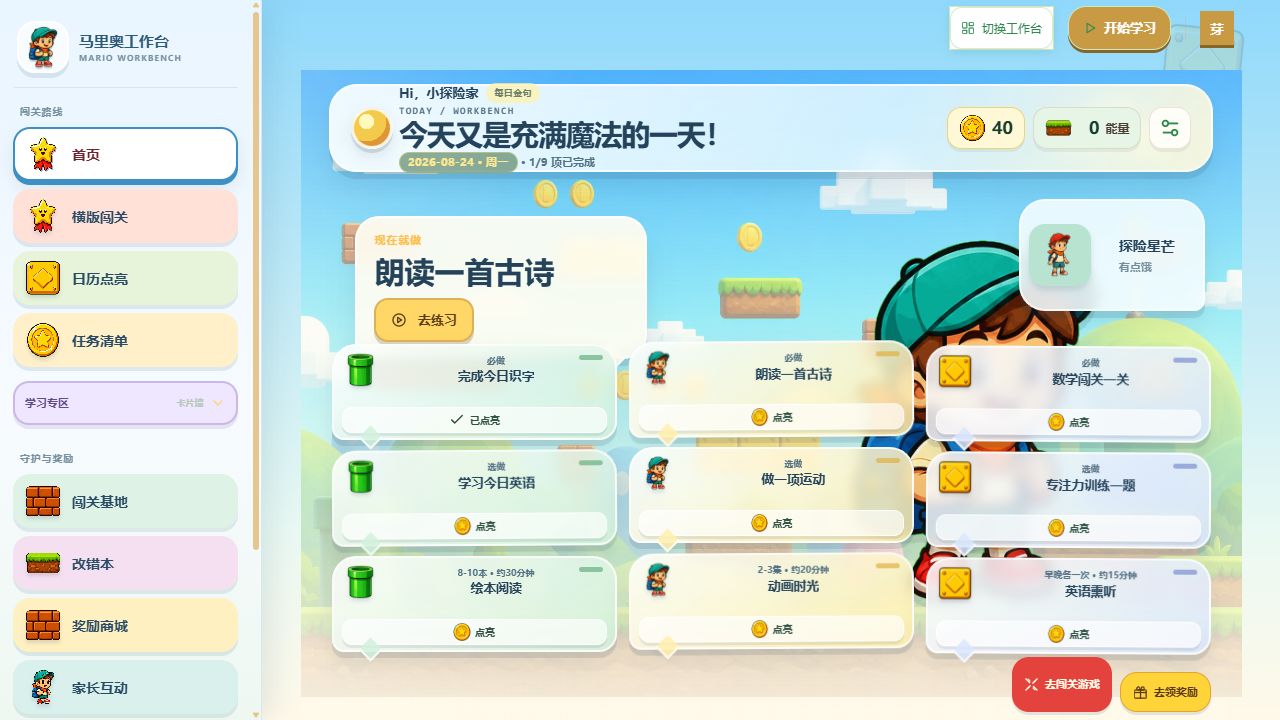 马里奥工作台
MARIO WORKBENCH
闯关路线
首页
横版闯关
日历点亮
任务清单
学习专区
卡片篇
守护与奖励
闯关基地
改错本
奖励商城
家长互动
切换工作台
开始学习
芽
Hi，小探险家
每日金句
TODAY / WORKBENCH
今天又是充满魔法的一天！
2026-08-24 • 周一 • 1/9 项已完成
40
0 能量
现在就做
朗读一首古诗
去练习
探险星芒
有点饿
必做
完成今日识字
已点亮
必做
朗读一首古诗
点亮
必做
数学闯关一关
点亮
选做
学习今日英语
点亮
选做
做一项运动
点亮
选做
专注力训练一题
点亮
8-10本 • 约30分钟
绘本阅读
点亮
2-3集 • 约20分钟
动画时光
点亮
早晚各一次 • 约15分钟
英语熏听
点亮
去闯关游戏
去领奖励